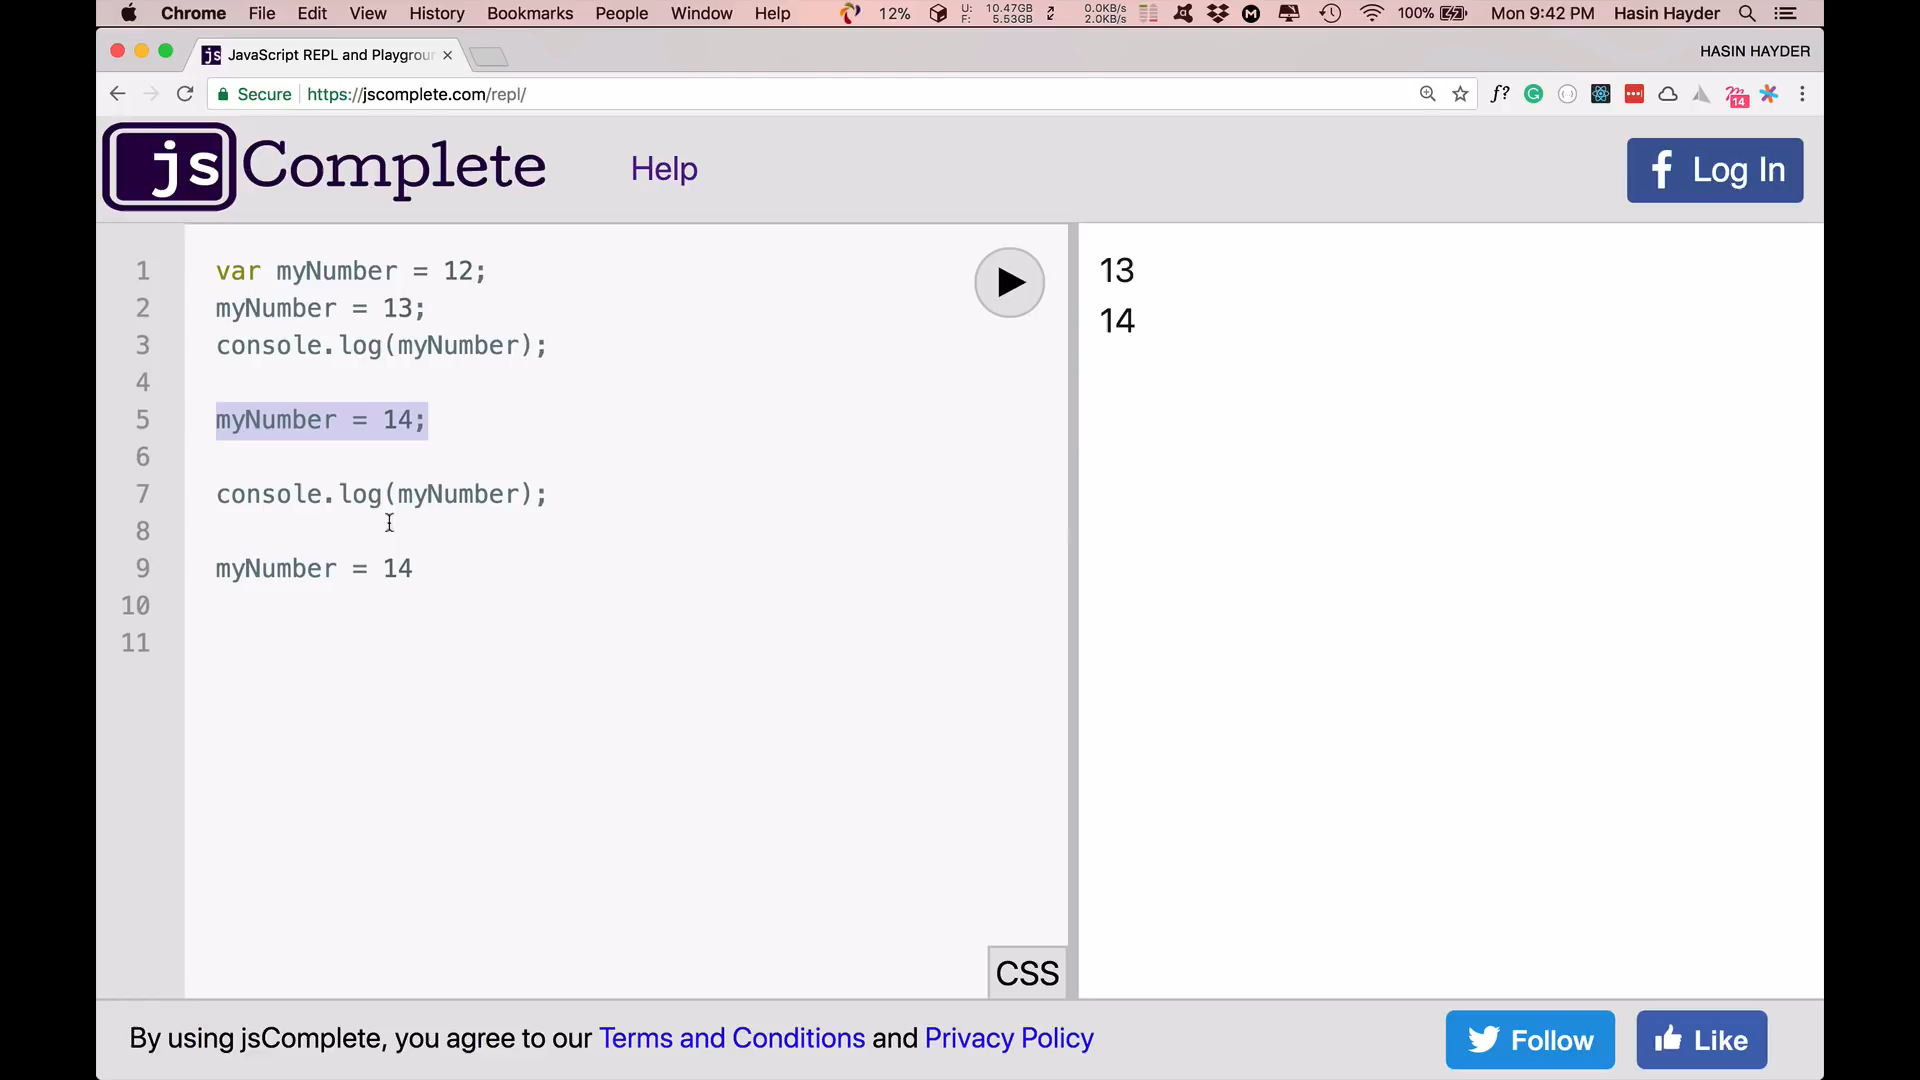 Chrome File Edit View History Bookmarks People Window Help 12% U: 10.47GB F: 5.53GB 0.0KB/s 2.0KB/s 100% Mon 9:42 PM Hasin Hayder
JavaScript REPL and Playgroun HASIN HAYDER
Secure https://jscomplete.com/repl/ f? 14
jsComplete Help Log In
1 var myNumber = 12;
2 myNumber = 13;
3 console.log(myNumber);
4
5 myNumber = 14;
6
7 console.log(myNumber);
8
9 myNumber = 14
10
11
13
14
CSS
By using jsComplete, you agree to our Terms and Conditions and Privacy Policy Follow Like